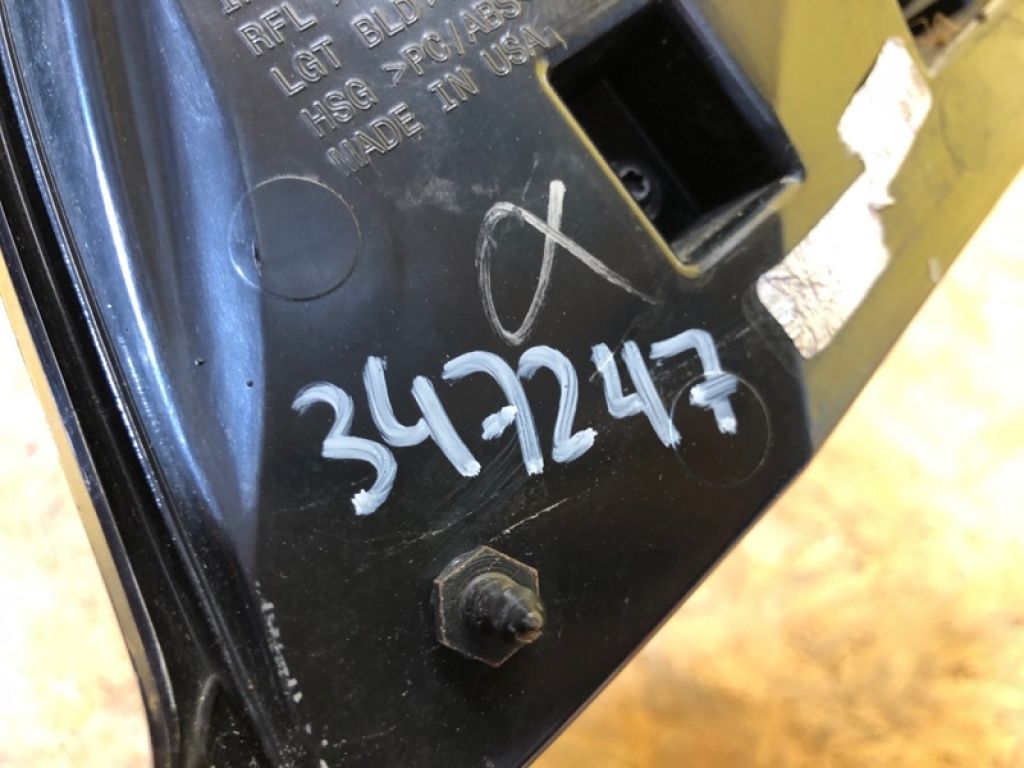 RFL
LGT BLD
HSG >PC/ABS<
MADE IN USA
α
347247